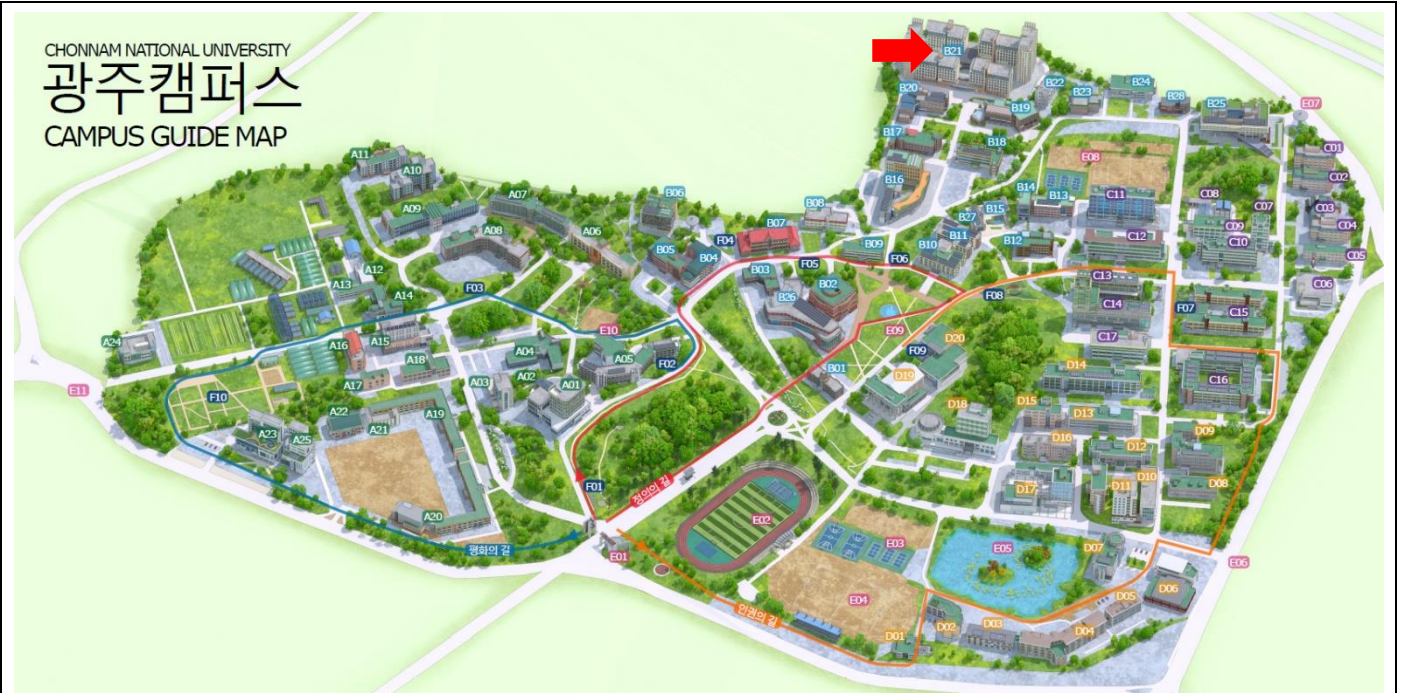 CHONNAM NATIONAL UNIVERSITY
광주캠퍼스
CAMPUS GUIDE MAP
B21
B20
B22
B23
B24
B28
B25
E07
B19
B17
B18
C01
C02
E08
A11
A10
B16
B14
B13
C11
C08
C07
C03
C04
A07
B06
B08
B15
B27
A09
A08
A06
B07
B05
B04
F04
B09
B10
B11
B12
C12
C09
C10
C05
C06
F05
F06
A12
A13
A14
F03
B03
B26
B02
F08
C13
C14
F07
C15
A24
A16
A15
E10
E09
D20
C17
A04
A05
F02
F09
A18
A17
A03
A02
A01
B01
D19
D14
C16
E11
F10
A22
A21
A19
A23
A25
D18
D15
D13
D16
D12
D09
F01
정의의 길
D17
D11
D10
D08
A20
E02
평화의 길
E01
E03
E05
D07
E06
E04
D06
인권의 길
D01
D02
D03
D04
D05